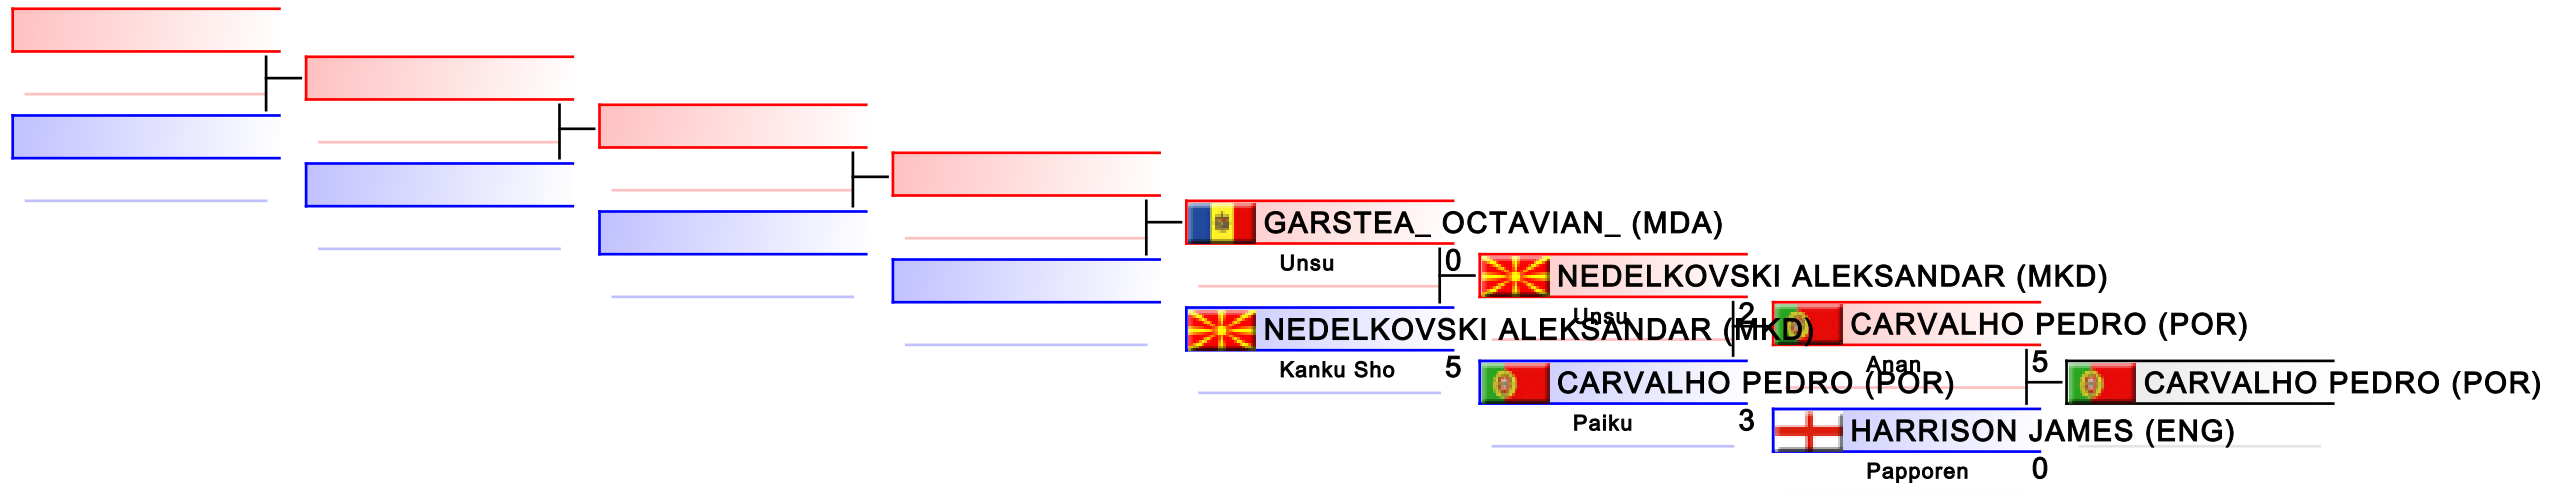 GARSTEA_ OCTAVIAN_ (MDA)
Unsu
0
NEDELKOVSKI ALEKSANDAR (MKD)
Kanku Sho
5
NEDELKOVSKI ALEKSANDAR (MKD)
Unsu
2
CARVALHO PEDRO (POR)
Paiku
3
CARVALHO PEDRO (POR)
Anan
5
HARRISON JAMES (ENG)
Papporen
0
CARVALHO PEDRO (POR)